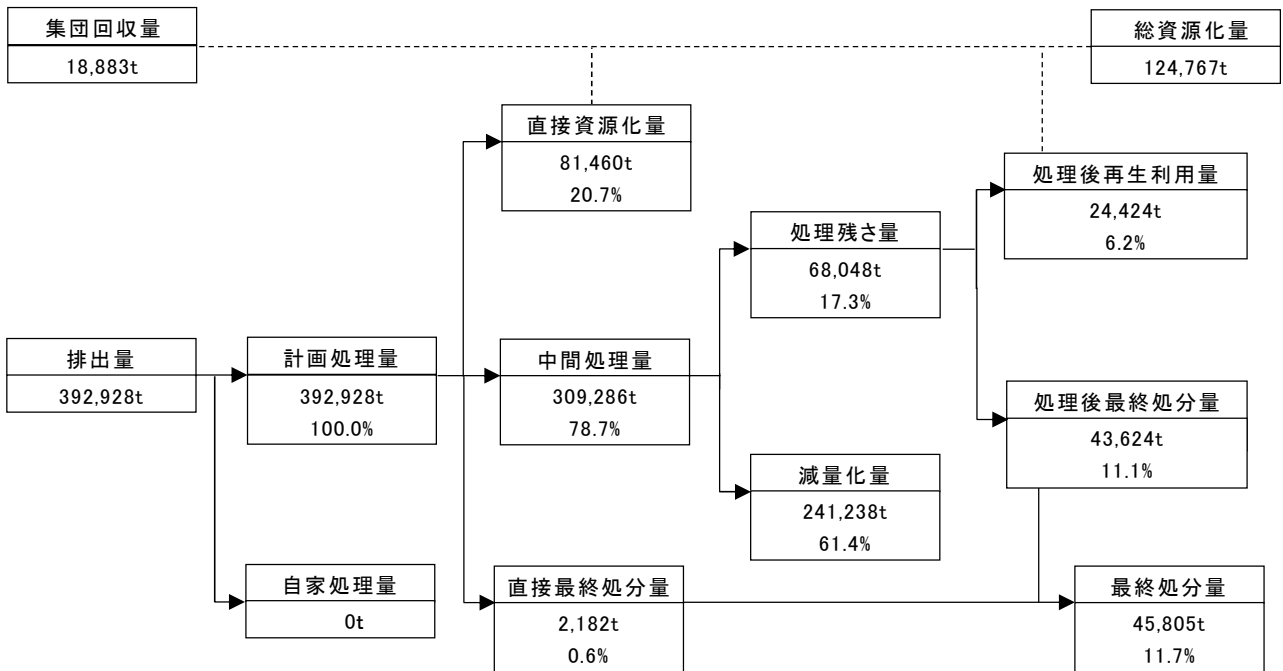 集団回収量
18,883t
総資源化量
124,767t
直接資源化量
81,460t
20.7%
処理後再生利用量
24,424t
6.2%
処理残さ量
68,048t
17.3%
排出量
392,928t
計画処理量
392,928t
100.0%
中間処理量
309,286t
78.7%
処理後最終処分量
43,624t
11.1%
減量化量
241,238t
61.4%
自家処理量
0t
直接最終処分量
2,182t
0.6%
最終処分量
45,805t
11.7%